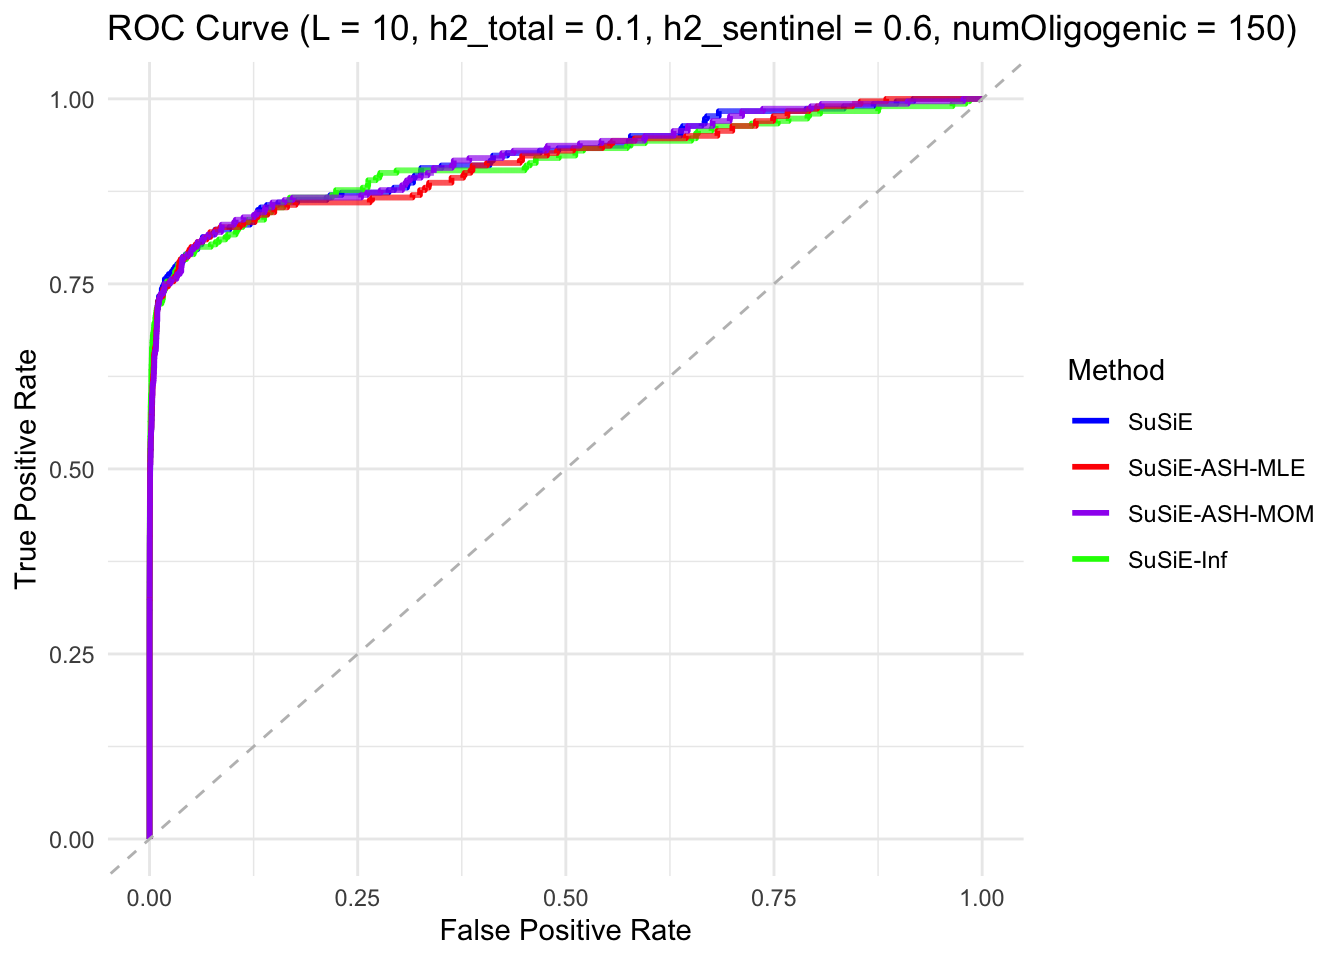 ROC Curve (L = 10, h2_total = 0.1, h2_sentinel = 0.6, numOligogenic = 150)
True Positive Rate
1.00
0.75
0.50
0.25
0.00
0.00 0.25 0.50 0.75 1.00
False Positive Rate
Method
SuSiE
SuSiE-ASH-MLE
SuSiE-ASH-MOM
SuSiE-Inf